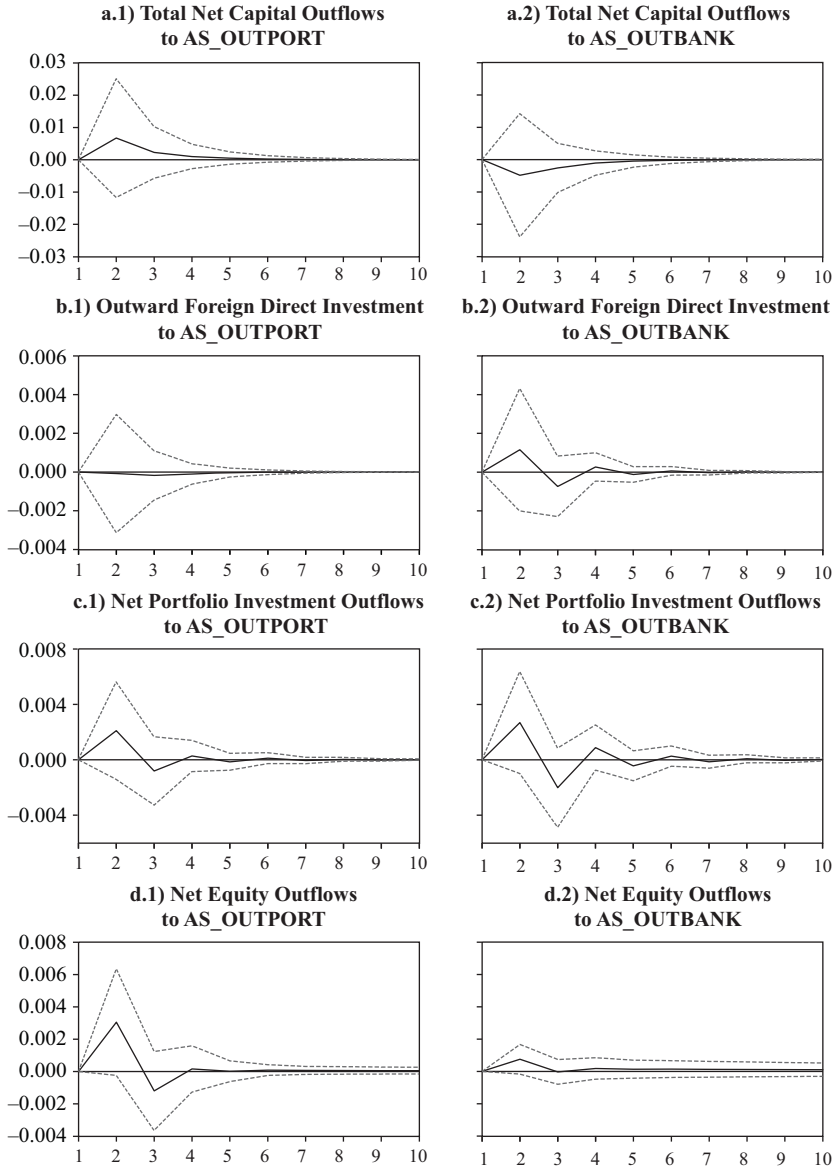 a.1) Total Net Capital Outflows
to AS_OUTPORT
0.03
0.02
0.01
0.00
–0.01
–0.02
–0.03
1 2 3 4 5 6 7 8 9 10
a.2) Total Net Capital Outflows
to AS_OUTBANK
1 2 3 4 5 6 7 8 9 10
b.1) Outward Foreign Direct Investment
to AS_OUTPORT
0.006
0.004
0.002
0.000
–0.002
–0.004
1 2 3 4 5 6 7 8 9 10
b.2) Outward Foreign Direct Investment
to AS_OUTBANK
1 2 3 4 5 6 7 8 9 10
c.1) Net Portfolio Investment Outflows
to AS_OUTPORT
0.008
0.004
0.000
–0.004
1 2 3 4 5 6 7 8 9 10
c.2) Net Portfolio Investment Outflows
to AS_OUTBANK
1 2 3 4 5 6 7 8 9 10
d.1) Net Equity Outflows
to AS_OUTPORT
0.008
0.006
0.004
0.002
0.000
–0.002
–0.004
1 2 3 4 5 6 7 8 9 10
d.2) Net Equity Outflows
to AS_OUTBANK
1 2 3 4 5 6 7 8 9 10